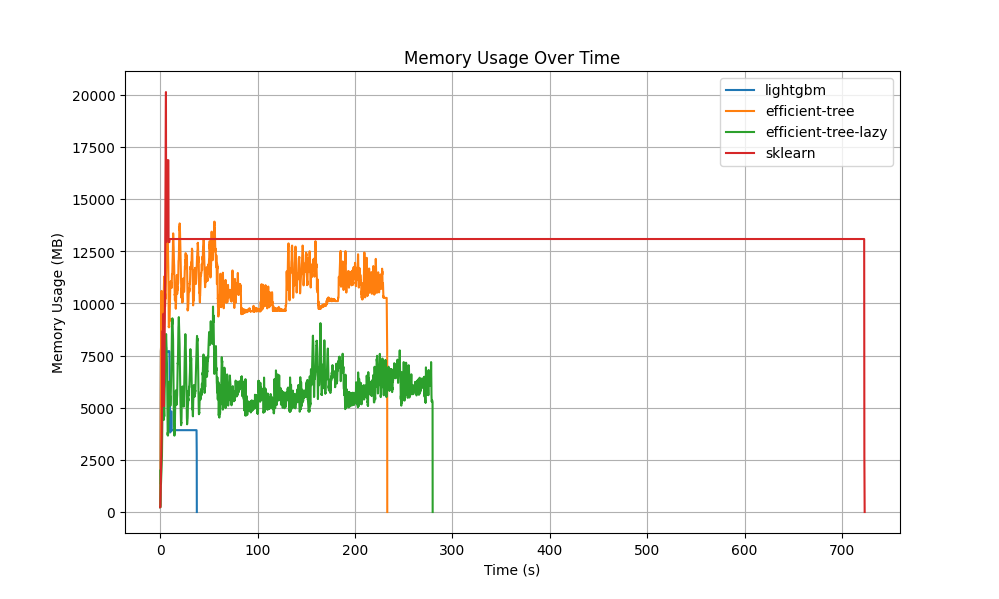 Memory Usage Over Time
lightgbm
efficient-tree
efficient-tree-lazy
sklearn
Memory Usage (MB)
20000
17500
15000
12500
10000
7500
5000
2500
0
0 100 200 300 400 500 600 700
Time (s)